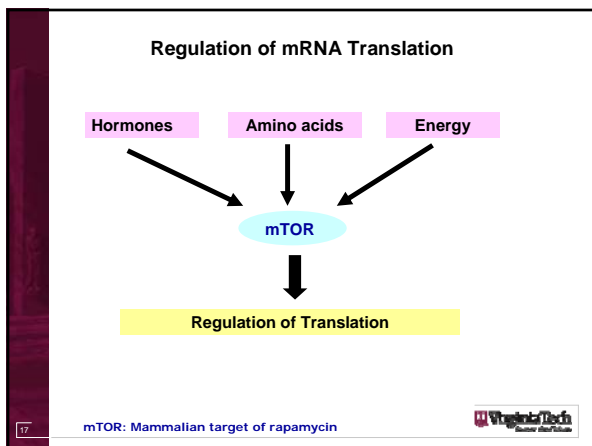 Regulation of mRNA Translation
Hormones Amino acids Energy
mTOR
Regulation of Translation
17 mTOR: Mammalian target of rapamycin
VirginiaTech